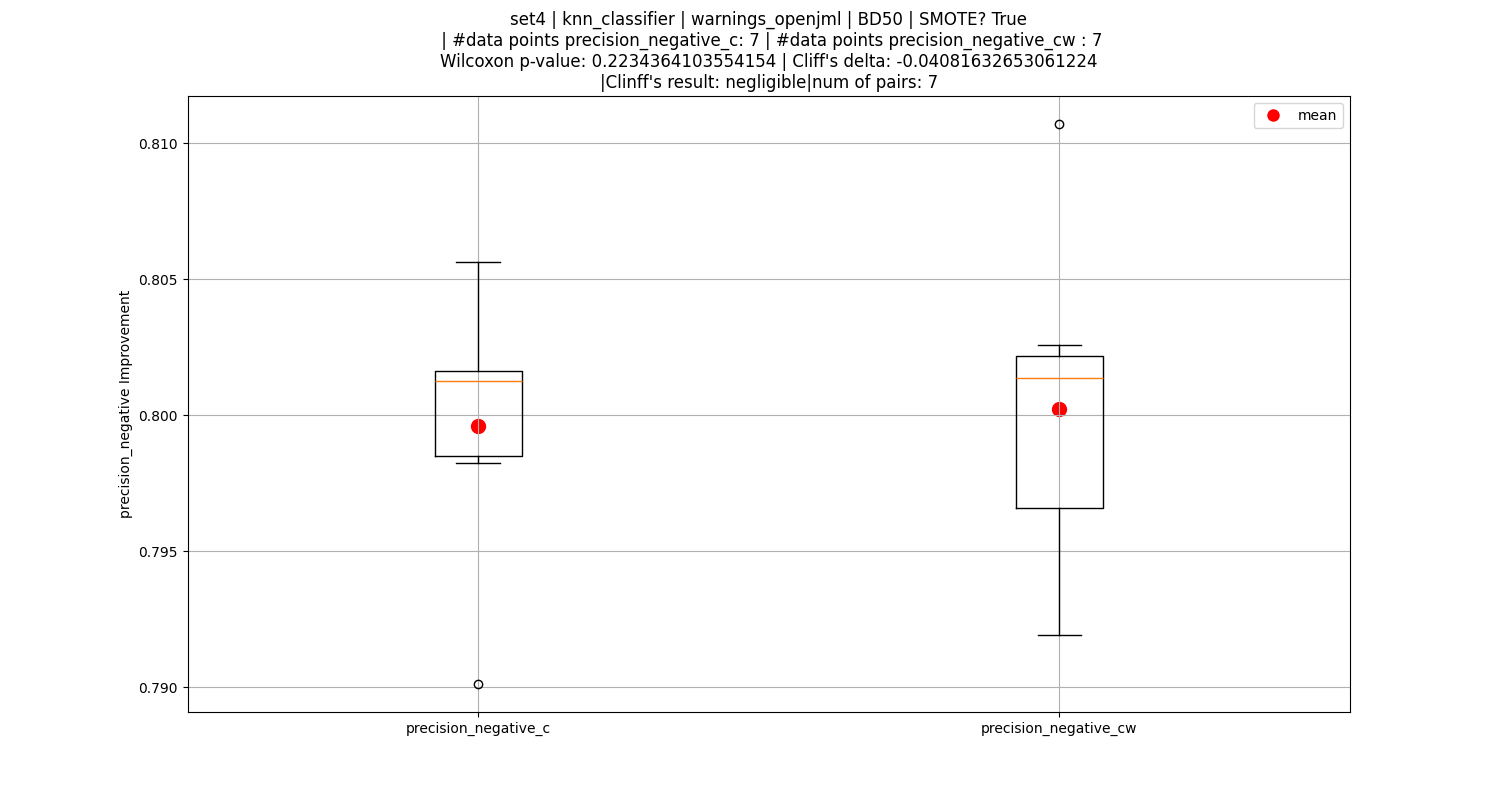 set4 | knn_classifier | warnings_openjml | BD50 | SMOTE? True
| #data points precision_negative_c: 7 | #data points precision_negative_cw : 7
Wilcoxon p-value: 0.2234364103554154 | Cliff's delta: -0.04081632653061224
|Clinff's result: negligible|num of pairs: 7
mean
0.810
0.805
0.800
0.795
0.790
precision_negative Improvement
precision_negative_c
precision_negative_cw